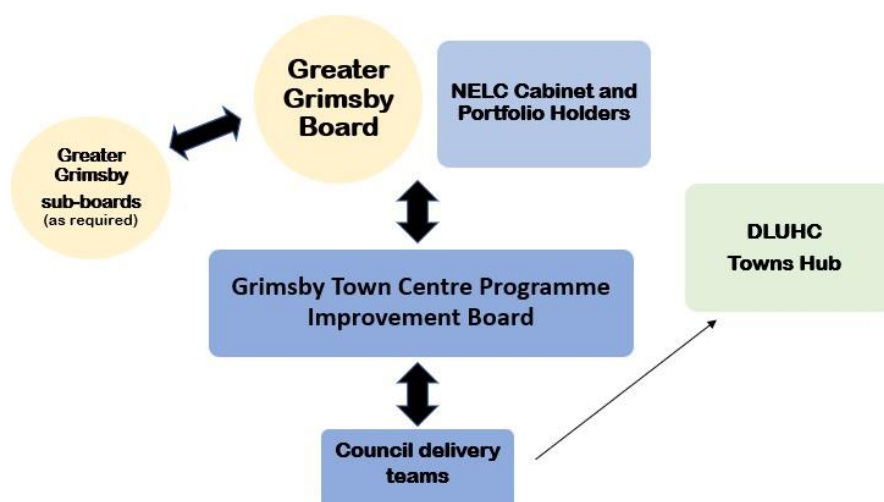 Greater
Grimsby
Board
NELC Cabinet and
Portfolio Holders
Greater
Grimsby
sub-boards
(as required)
DLUHC
Towns Hub
Grimsby Town Centre Programme
Improvement Board
Council delivery
teams